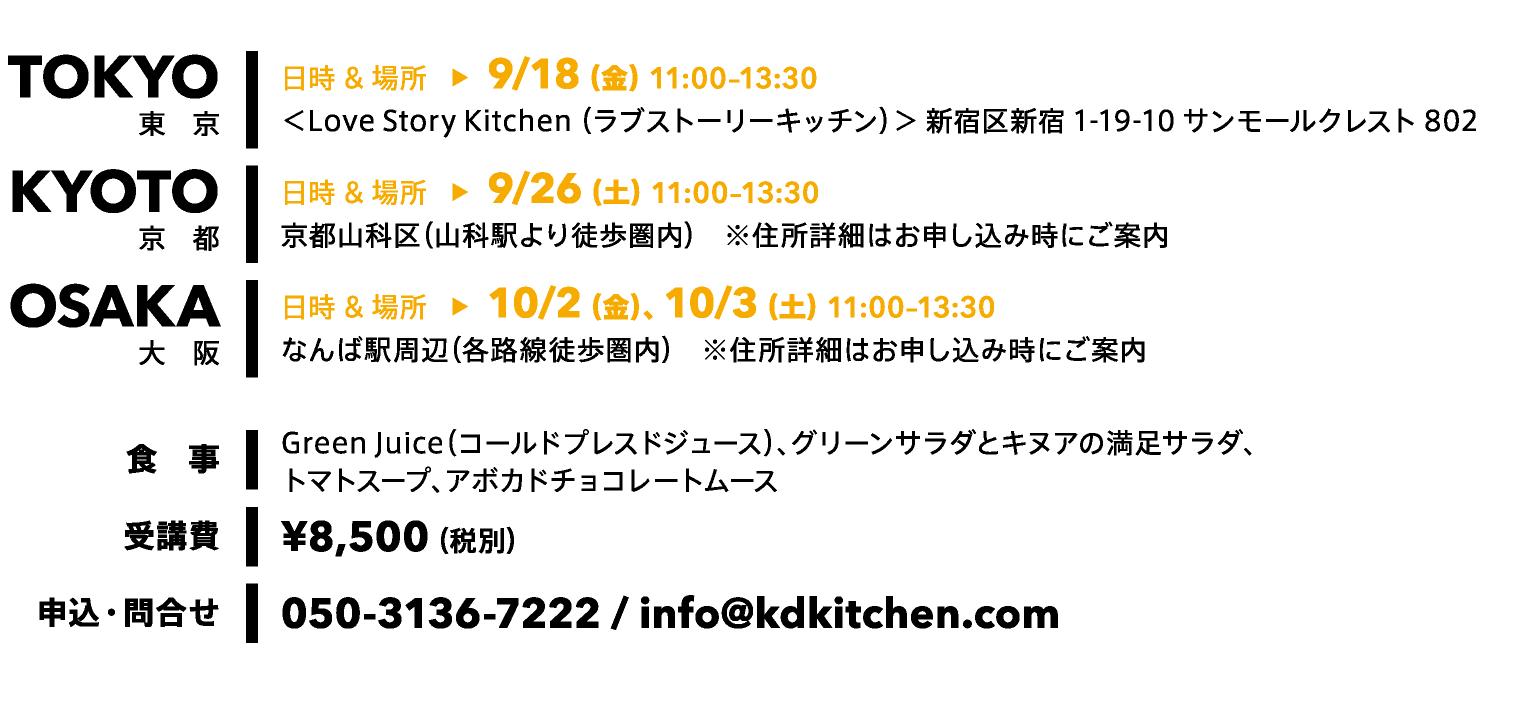 TOKYO
東 京
日時 & 場所 ▶ 9/18 (金) 11:00-13:30
＜Love Story Kitchen（ラブストーリーキッチン）＞ 新宿区新宿 1-19-10 サンモールクレスト 802
KYOTO
京 都
日時 & 場所 ▶ 9/26 (土) 11:00-13:30
京都山科区（山科駅より徒歩圏内） ※住所詳細はお申し込み時にご案内
OSAKA
大 阪
日時 & 場所 ▶ 10/2 (金)、10/3 (土) 11:00-13:30
なんば駅周辺（各路線徒歩圏内） ※住所詳細はお申し込み時にご案内
食 事
Green Juice（コールドプレスドジュース）、グリーンサラダとキヌアの満足サラダ、
トマトスープ、アボカドチョコレートムース
受講費
¥8,500 (税別)
申込・問合せ
050-3136-7222 / info@kdkitchen.com